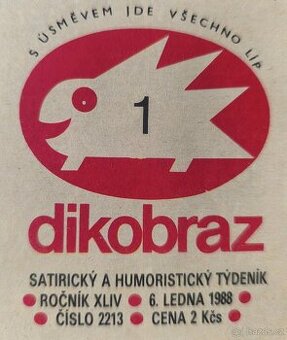 S ÚSMĚVEM JDE VŠECHNO LÍP
1
dikobraz
SATIRICKÝ A HUMORISTICKÝ TÝDENÍK
• ROČNÍK XLIV • 6. LEDNA 1988 •
• ČÍSLO 2213 • CENA 2 Kčs •